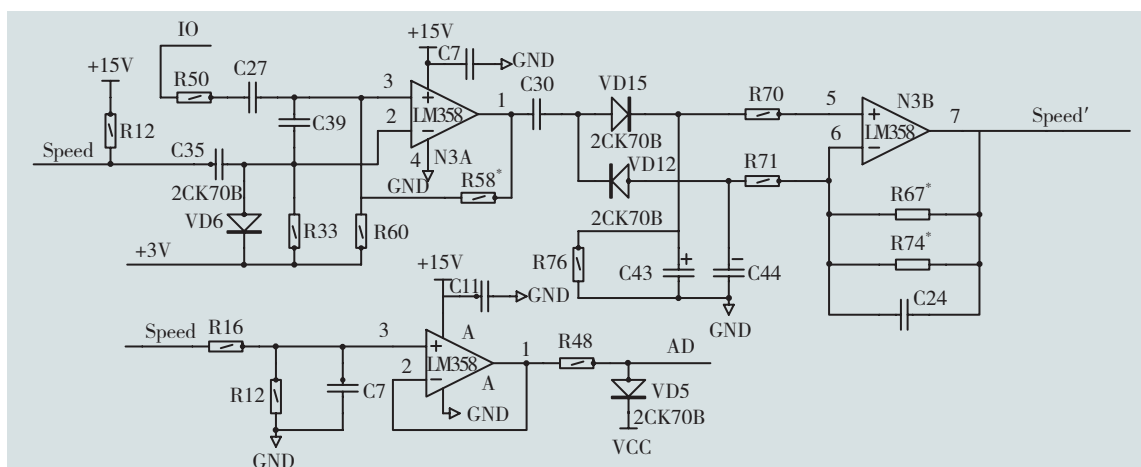 IO
+15V
C7
GND
+15V
R50
C27
C30
VD15
R70
3
2
1
LM358
5
6
N3B
7
LM358
Speed'
R12
C39
2CK70B
Speed
C35
4
N3A
VD12
R71
2CK70B
GND
R58*
R67*
VD6
2CK70B
R33
R60
R74*
+3V
R76
C43
+
C44
C24
+15V
C11
GND
GND
Speed
R16
3
A
2
LM358
1
R48
AD
R12
C7
A
VD5
GND
2CK70B
GND
VCC